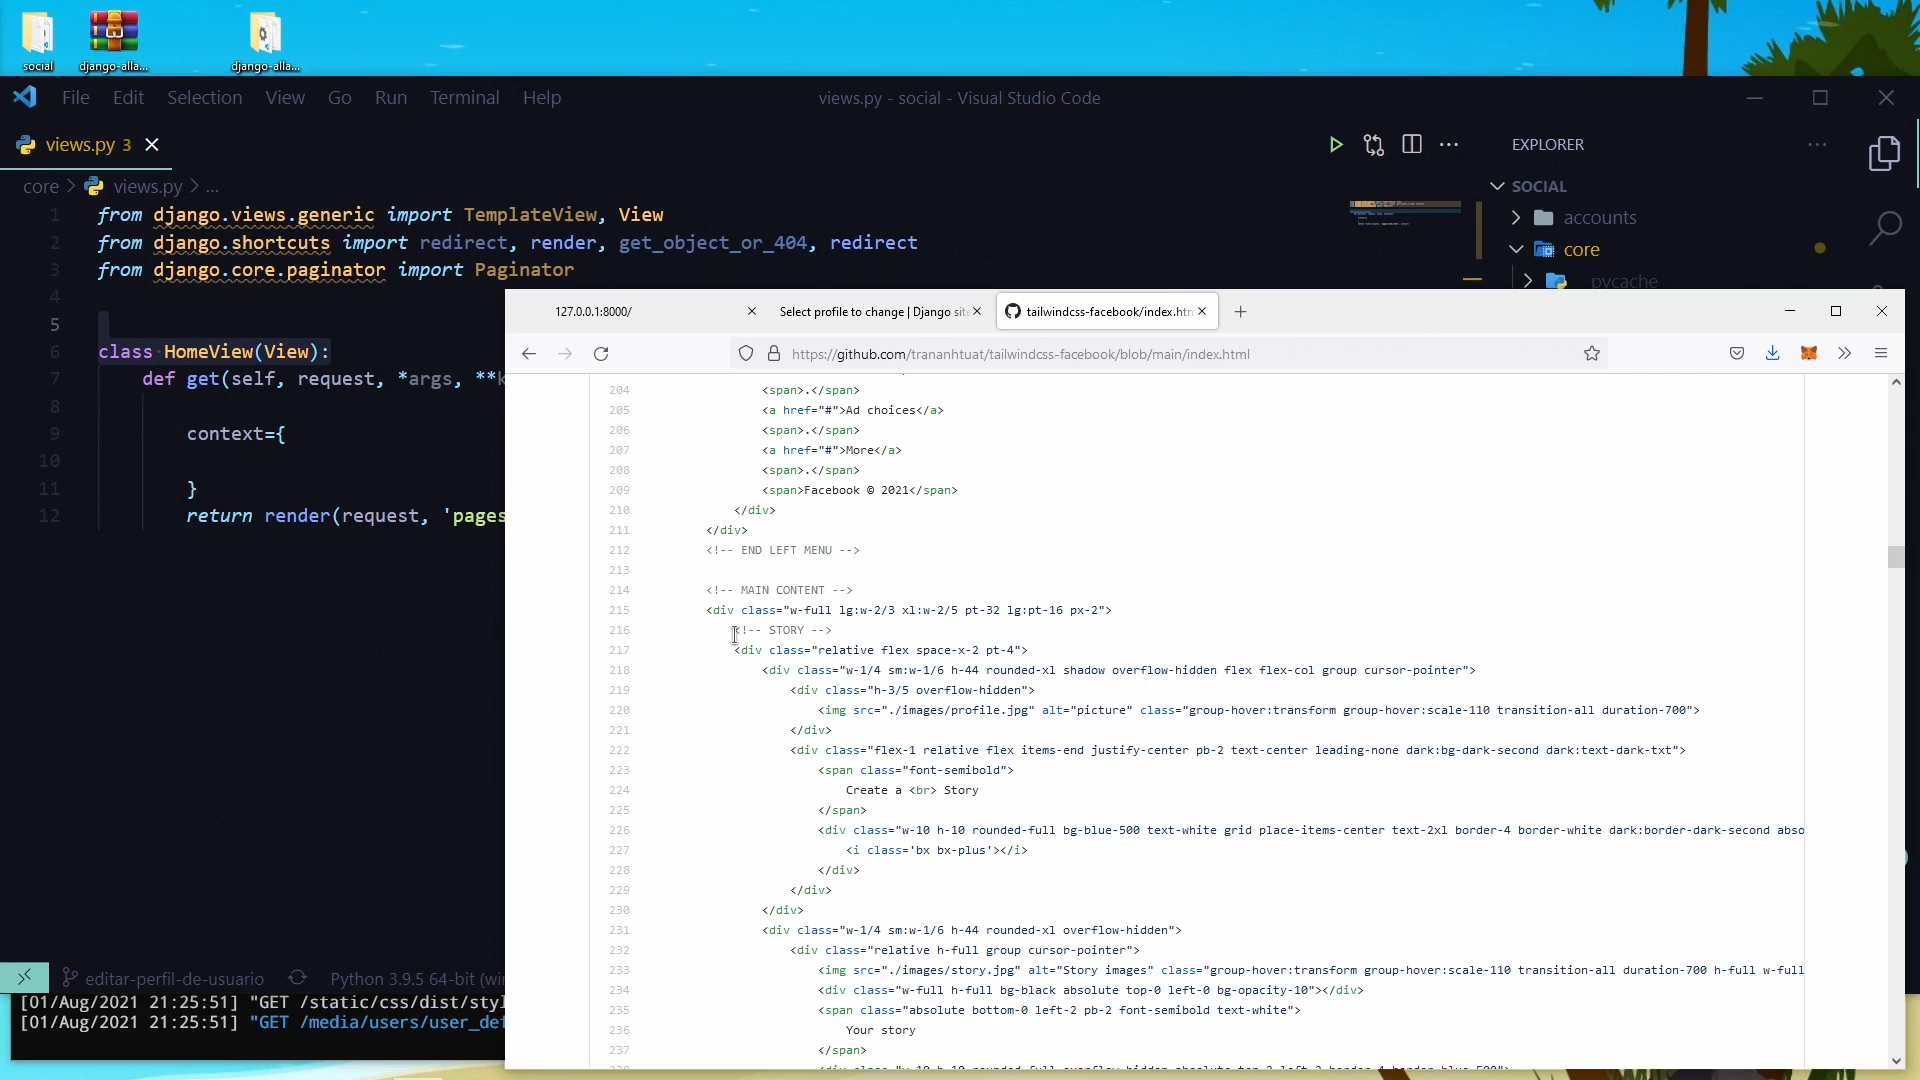 social
django-alla...
django-alla...
File Edit Selection View Go Run Terminal Help
views.py - social - Visual Studio Code
views.py 3
EXPLORER
core > views.py > ...
SOCIAL
accounts
core
pycache
1 from django.views.generic import TemplateView, View
2 from django.shortcuts import redirect, render, get_object_or_404, redirect
3 from django.core.paginator import Paginator
4
5
6 class HomeView(View):
7 def get(self, request, *args, **k
8
9 context={
10
11 }
12 return render(request, 'pages
editar-perfil-de-usuario Python 3.9.5 64-bit (win
[01/Aug/2021 21:25:51] "GET /static/css/dist/styl
[01/Aug/2021 21:25:51] "GET /media/users/user_def
127.0.0.1:8000/
Select profile to change | Django site
tailwindcss-facebook/index.htm
https://github.com/trananhtuat/tailwindcss-facebook/blob/main/index.html
204 <span>.</span>
205 <a href="#">Ad choices</a>
206 <span>.</span>
207 <a href="#">More</a>
208 <span>.</span>
209 <span>Facebook © 2021</span>
210 </div>
211 </div>
212 <!-- END LEFT MENU -->
213
214 <!-- MAIN CONTENT -->
215 <div class="w-full lg:w-2/3 xl:w-2/5 pt-32 lg:pt-16 px-2">
216 <!-- STORY -->
217 <div class="relative flex space-x-2 pt-4">
218 <div class="w-1/4 sm:w-1/6 h-44 rounded-xl shadow overflow-hidden flex flex-col group cursor-pointer">
219 <div class="h-3/5 overflow-hidden">
220 <img src="./images/profile.jpg" alt="picture" class="group-hover:transform group-hover:scale-110 transition-all duration-700">
221 </div>
222 <div class="flex-1 relative flex items-end justify-center pb-2 text-center leading-none dark:bg-dark-second dark:text-dark-txt">
223 <span class="font-semibold">
224 Create a <br> Story
225 </span>
226 <div class="w-10 h-10 rounded-full bg-blue-500 text-white grid place-items-center text-2xl border-4 border-white dark:border-dark-second abso
227 <i class='bx bx-plus'></i>
228 </div>
229 </div>
230 </div>
231 <div class="w-1/4 sm:w-1/6 h-44 rounded-xl overflow-hidden">
232 <div class="relative h-full group cursor-pointer">
233 <img src="./images/story.jpg" alt="Story images" class="group-hover:transform group-hover:scale-110 transition-all duration-700 h-full w-full
234 <div class="w-full h-full bg-black absolute top-0 left-0 bg-opacity-10"></div>
235 <span class="absolute bottom-0 left-2 pb-2 font-semibold text-white">
236 Your story
237 </span>